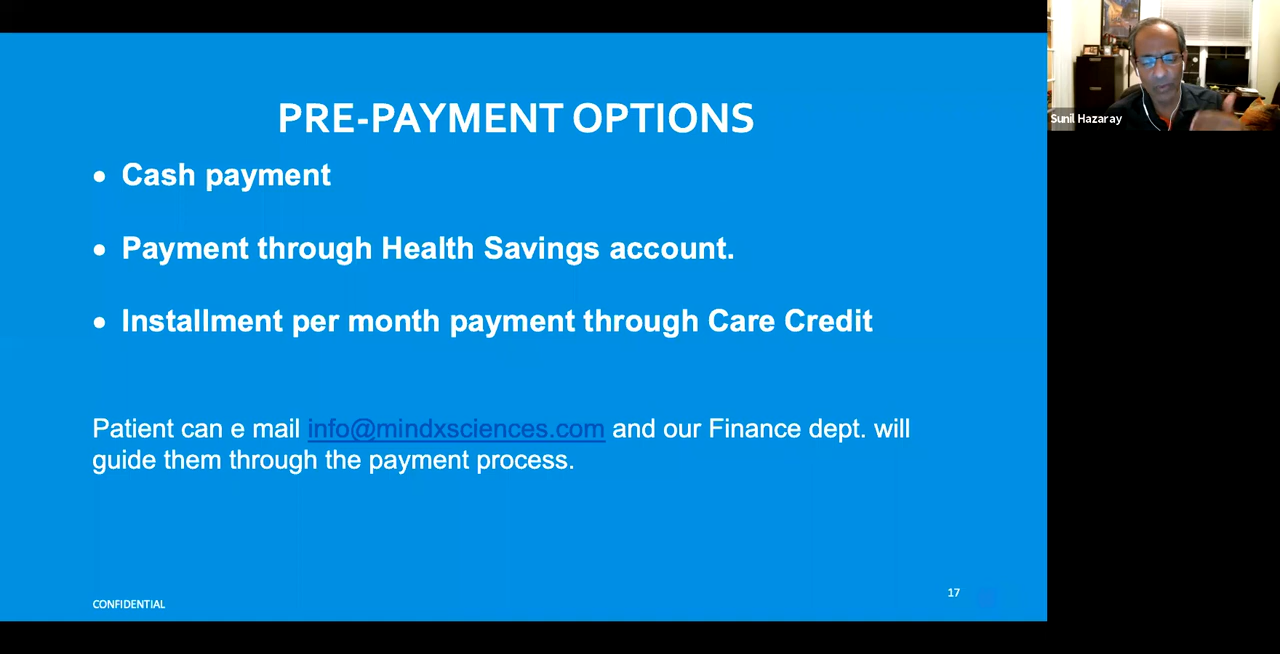 PRE-PAYMENT OPTIONS
• Cash payment
• Payment through Health Savings account.
• Installment per month payment through Care Credit
Patient can e mail info@mindxsciences.com and our Finance dept. will
guide them through the payment process.
CONFIDENTIAL
17
Sunil Hazaray